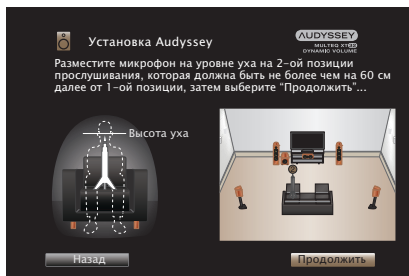 Установка Audyssey
AUDYSSEY
MULTEQ XT32
DYNAMIC VOLUME
Разместите микрофон на уровне уха на 2-ой позиции
прослушивания, которая должна быть не более чем на 60 см
далее от 1-ой позиции, затем выберите “Продолжить”...
Высота уха
Назад
Продолжить